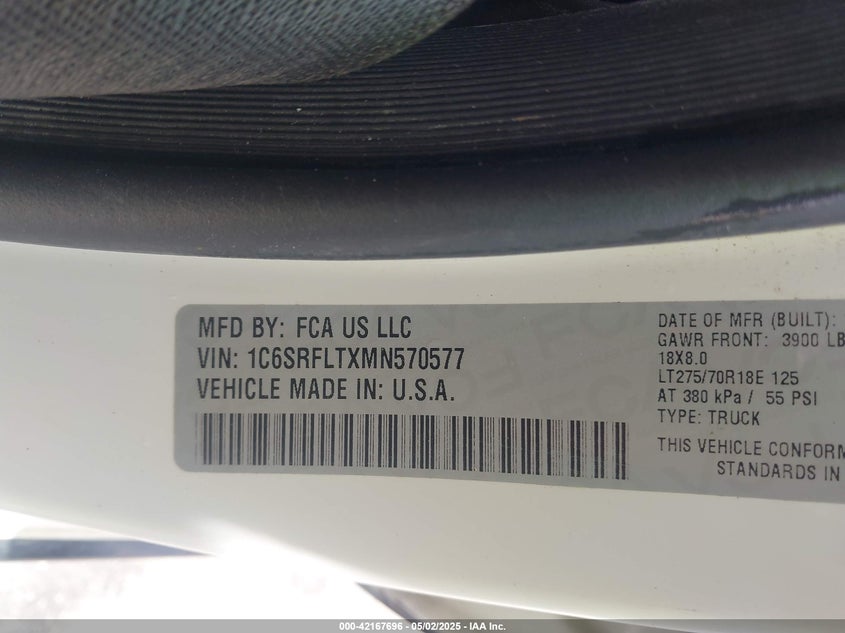 MFD BY: FCA US LLC
VIN: 1C6SRFLTXMN570577
VEHICLE MADE IN: U.S.A.
DATE OF MFR (BUILT):
GAWR FRONT: 3900 LB
18X8.0
LT275/70R18E 125
AT 380 kPa / 55 PSI
TYPE: TRUCK
THIS VEHICLE CONFORM
STANDARDS IN
000-42167696 - 05/02/2025 - IAA Inc.